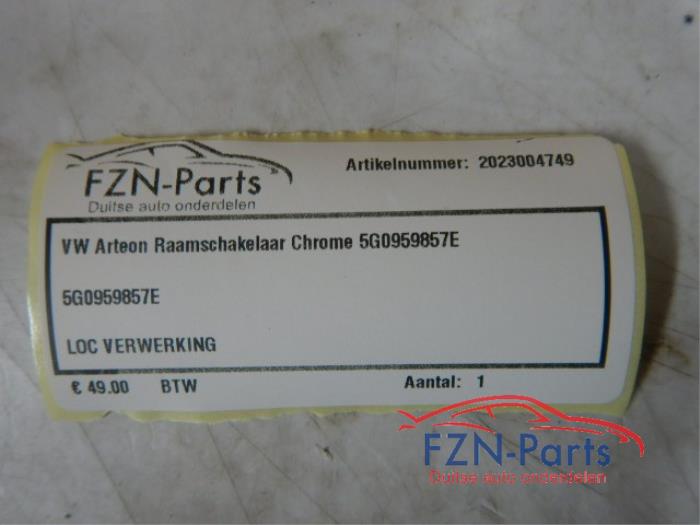 FZN-Parts
Duitse auto onderdelen
Artikelnummer: 2023004749
VW Arteon Raamschakelaar Chrome 5G0959857E
5G0959857E
LOC VERWERKING
€ 49.00 BTW Aantal: 1
FZN-Parts
Duitse auto onderdelen